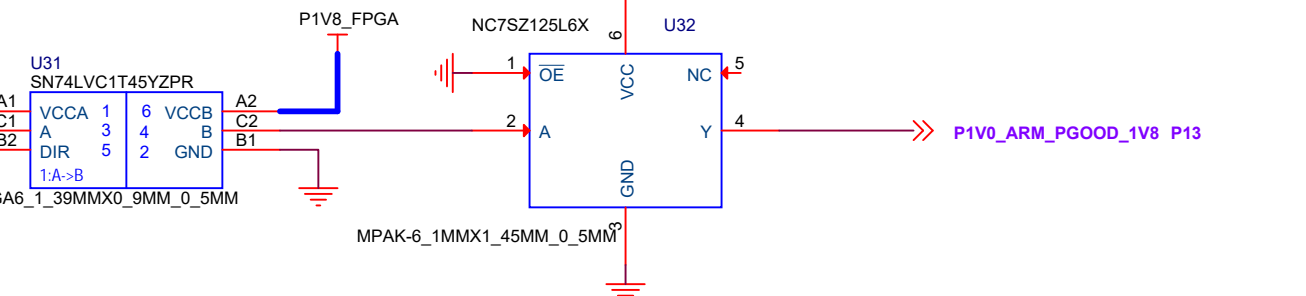 P1V8_FPGA
NC7SZ125L6X
U32
U31
SN74LVC1T45YZPR
6
1
OE
VCC
NC
5
A1
VCCA 1
6 VCCB
A2
C1
A 3
4 B
C2
2
A
Y
4
B2
DIR 5
2 GND
B1
P1V0_ARM_PGOOD_1V8 P13
1:A->B
GND
GA6_1_39MMX0_9MM_0_5MM
3
MPAK-6_1MMX1_45MM_0_5MM